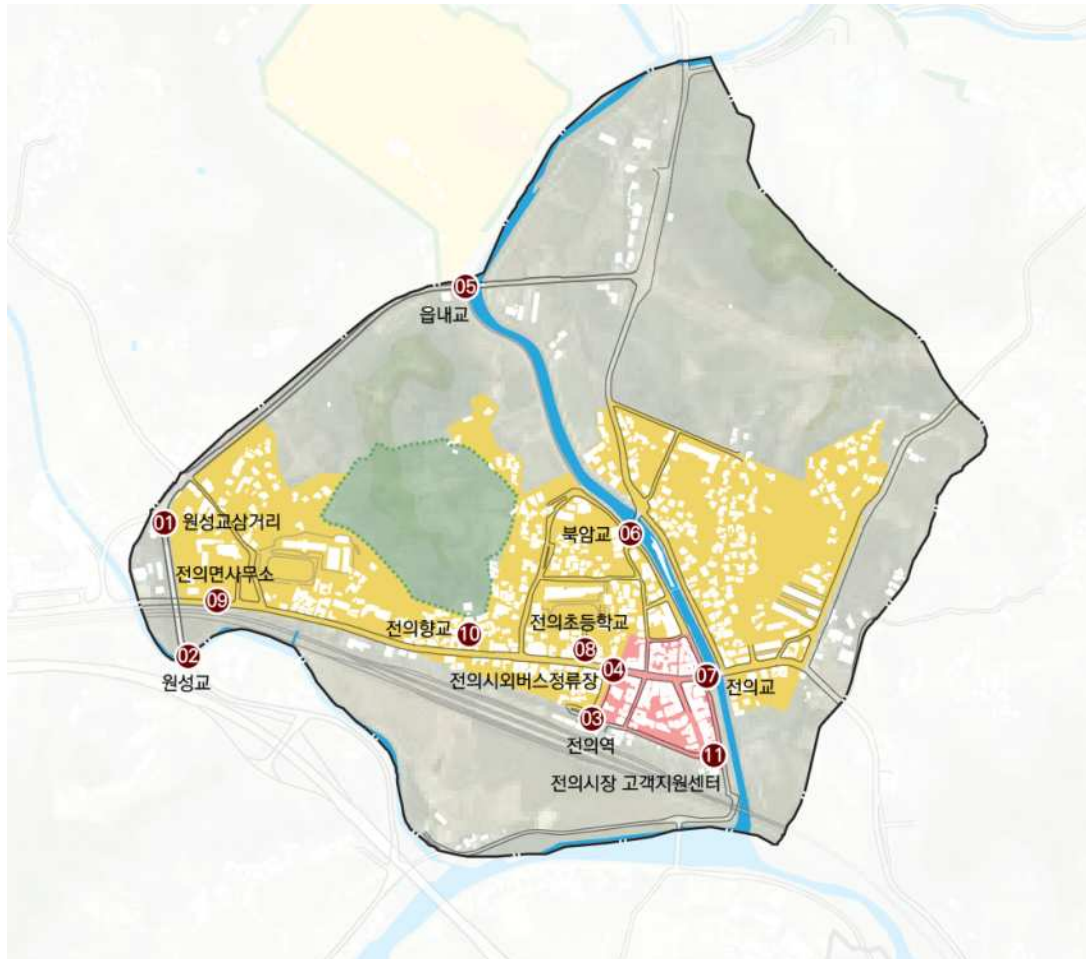 05
읍내교
01 원성교삼거리
06
북암교
전의면사무소
09
전의향교
10
전의초등학교
08
02
원성교
04
전의시외버스정류장
07
전의교
03
전의역
11
전의시장 고객지원센터